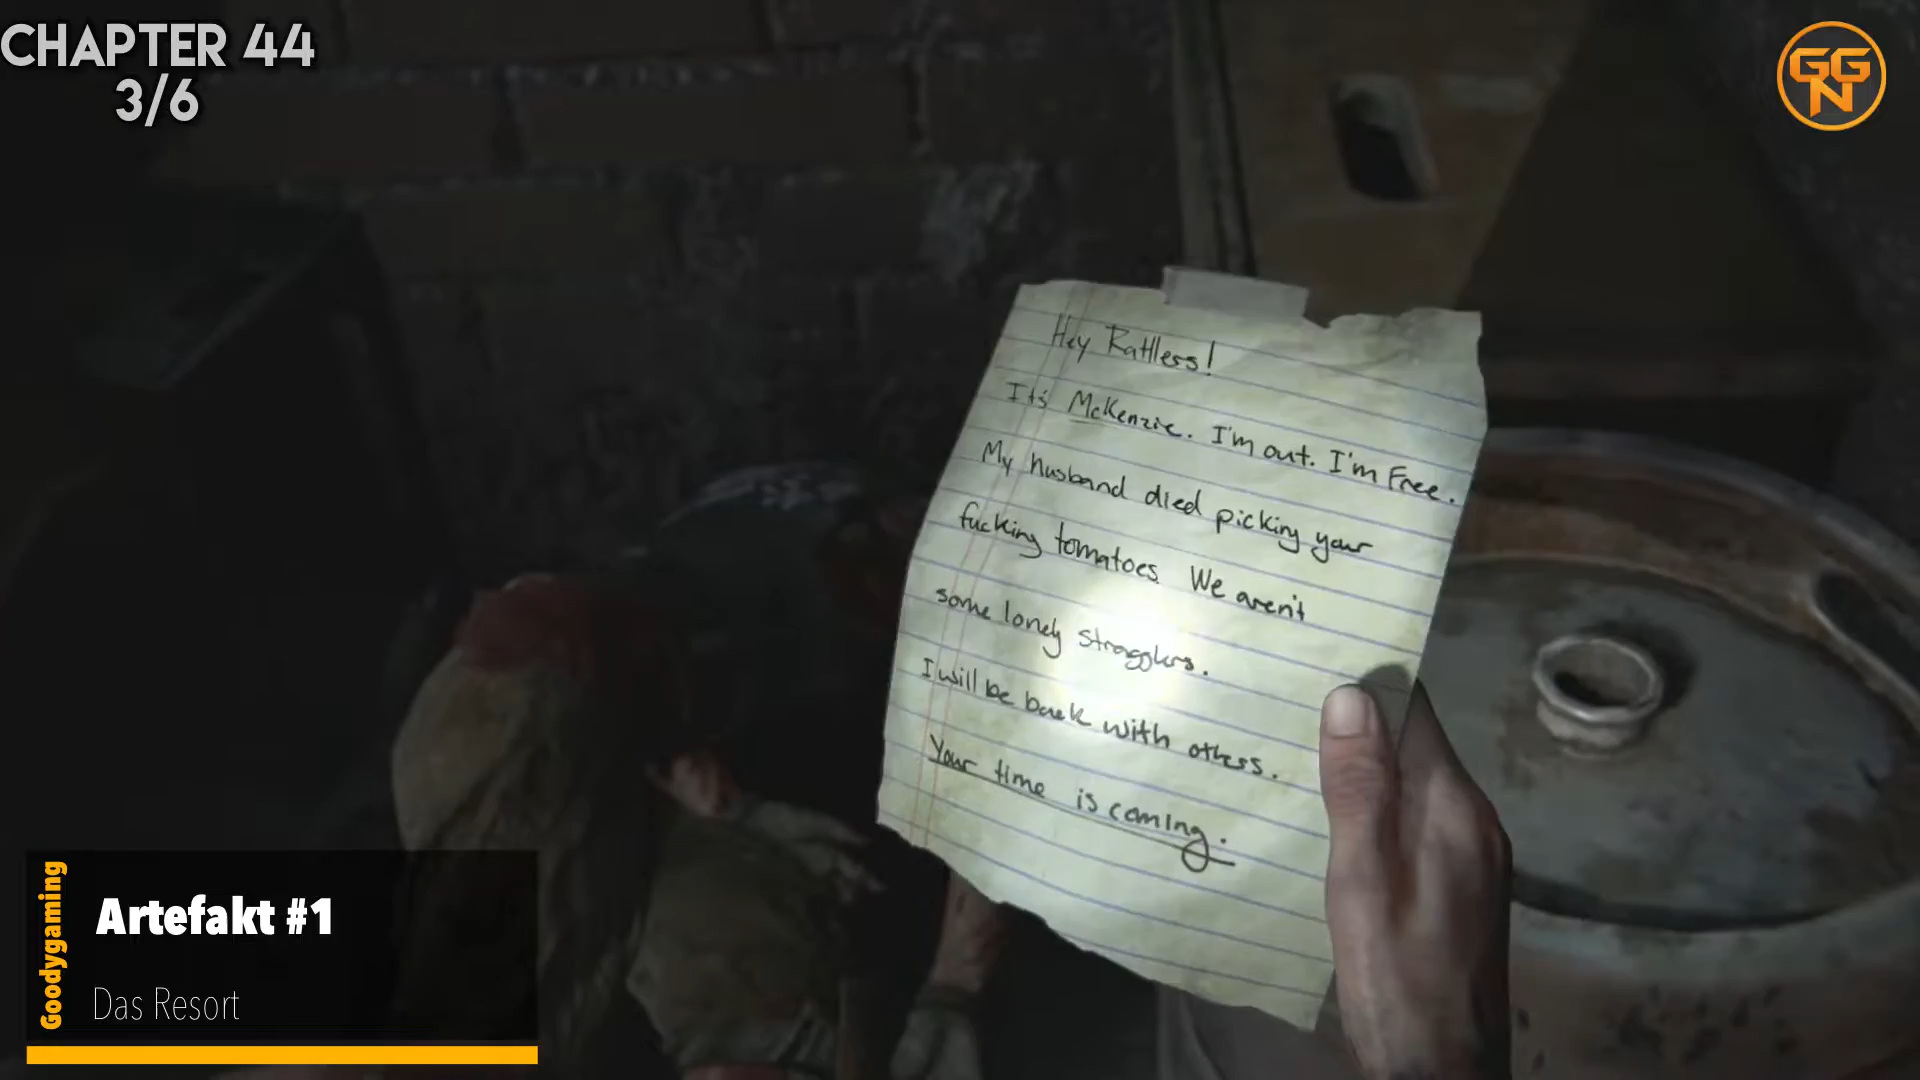 CHAPTER 44
3/6
GG
N
Hey Rattlers!
It's McKenzie. I'm out. I'm Free.
My husband died picking your
fucking tomatoes. We aren't
some lonely stragglers.
I will be back with others.
Your time is coming.
Goodygaming
Artefakt #1
Das Resort